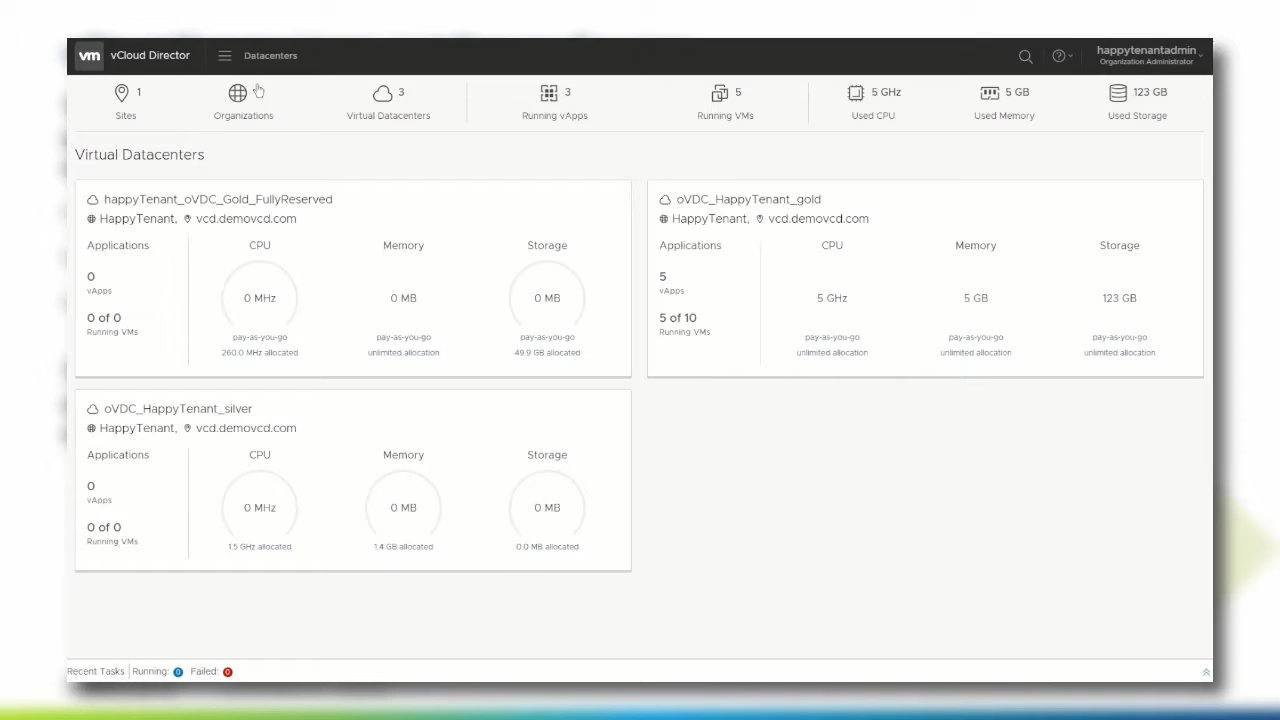 vm vCloud Director Datacenters happytenantadmin
Organization Administrator
1 3 3 5 5 GHz 5 GB 123 GB
Sites Organizations Virtual Datacenters Running vApps Running VMs Used CPU Used Memory Used Storage
Virtual Datacenters
happyTenant_oVDC_Gold_FullyReserved
HappyTenant, vcd.demovcd.com
Applications CPU Memory Storage
0
vApps
0 MHz 0 MB 0 MB
0 of 0
Running VMs
pay-as-you-go pay-as-you-go pay-as-you-go
260.0 MHz allocated unlimited allocation 49.9 GB allocated
oVDC_HappyTenant_gold
HappyTenant, vcd.demovcd.com
Applications CPU Memory Storage
5
vApps
5 GHz 5 GB 123 GB
5 of 10
Running VMs
pay-as-you-go pay-as-you-go pay-as-you-go
unlimited allocation unlimited allocation unlimited allocation
oVDC_HappyTenant_silver
HappyTenant, vcd.demovcd.com
Applications CPU Memory Storage
0
vApps
0 MHz 0 MB 0 MB
0 of 0
Running VMs
1.5 GHz allocated 1.4 GB allocated 0.0 MB allocated
Recent Tasks Running: 0 Failed: 0